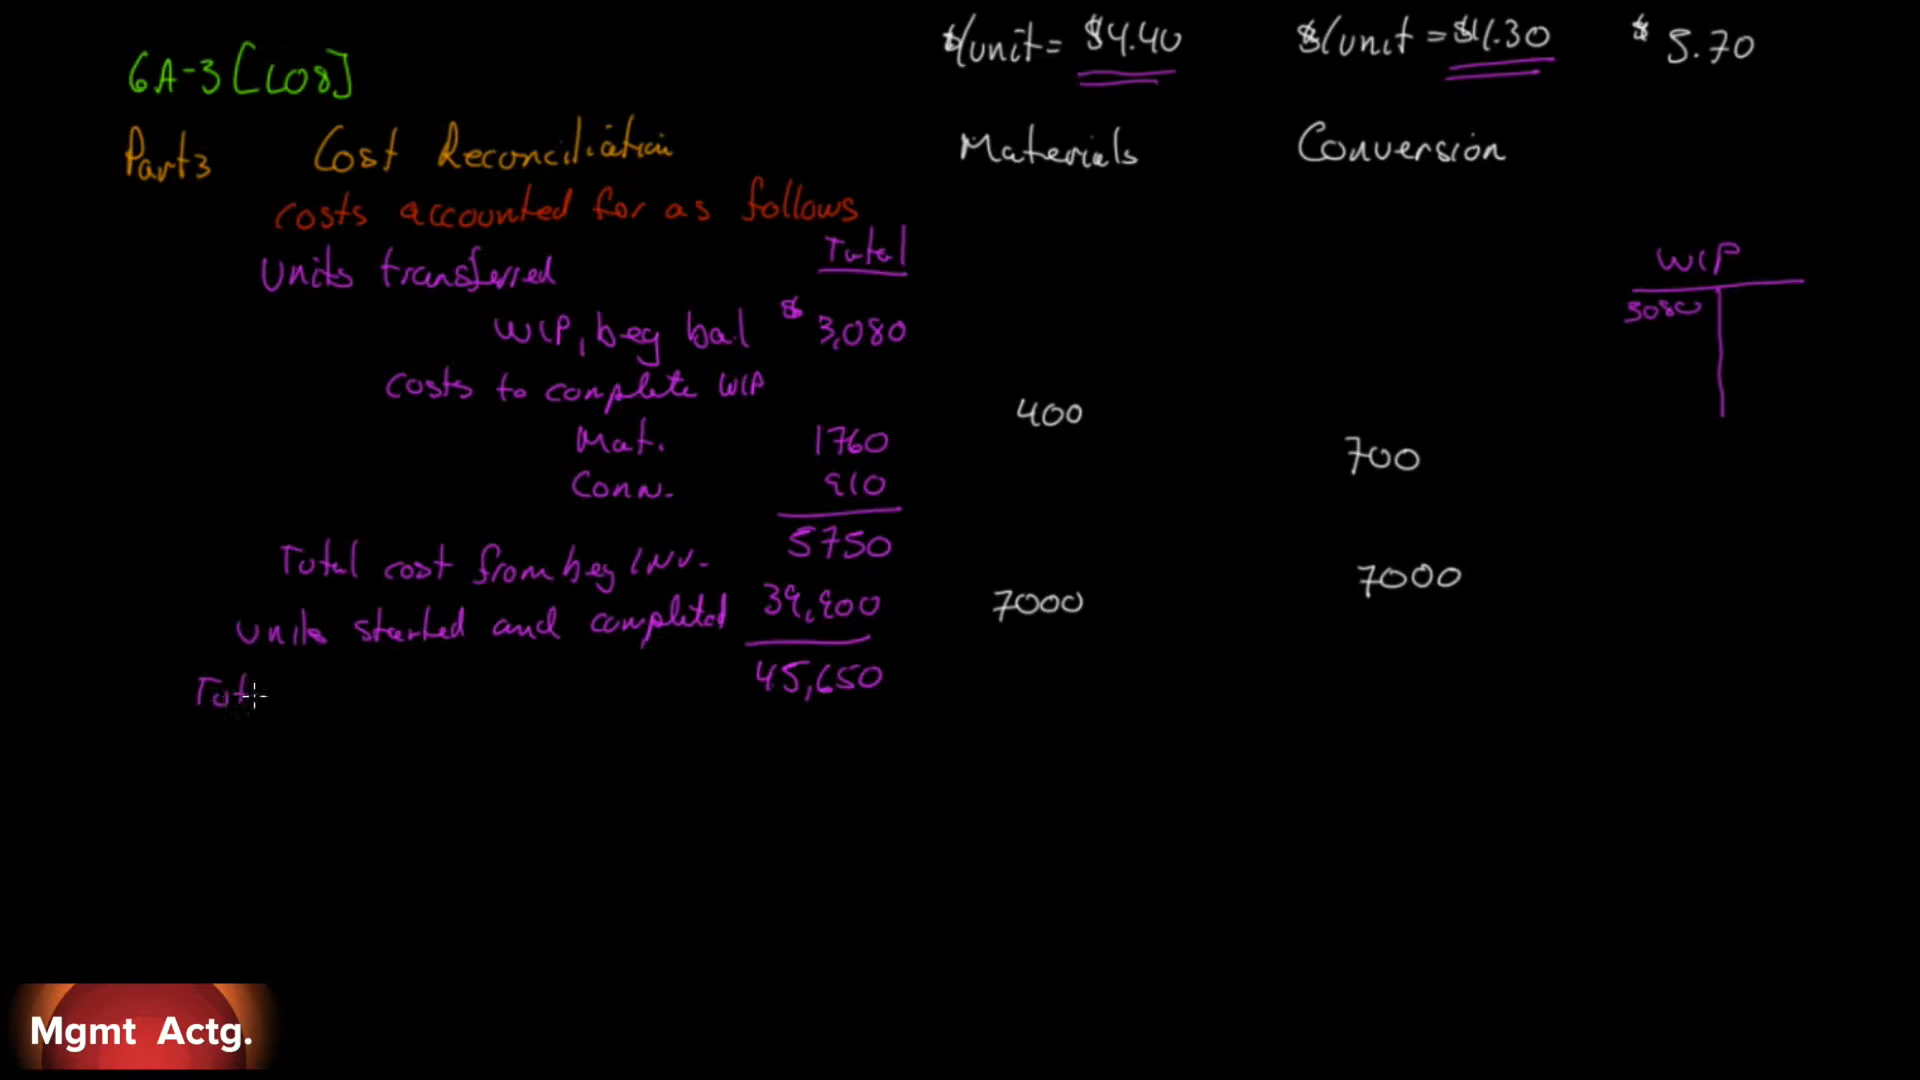 $/unit = $4.40 $/unit = $1.30 $ 5.70
6A-3 [LO8]
Part 3 Cost Reconciliation Materials Conversion
costs accounted for as follows
Total
Units transferred
WIP
WIP, beg bal $ 3,080
3080
costs to complete WIP
400
Mat. 1760
700
Conv. 910
Total cost from beg INV. 5750
7000
units started and completed 39,900 7000
45,650
Tot
Mgmt Actg.